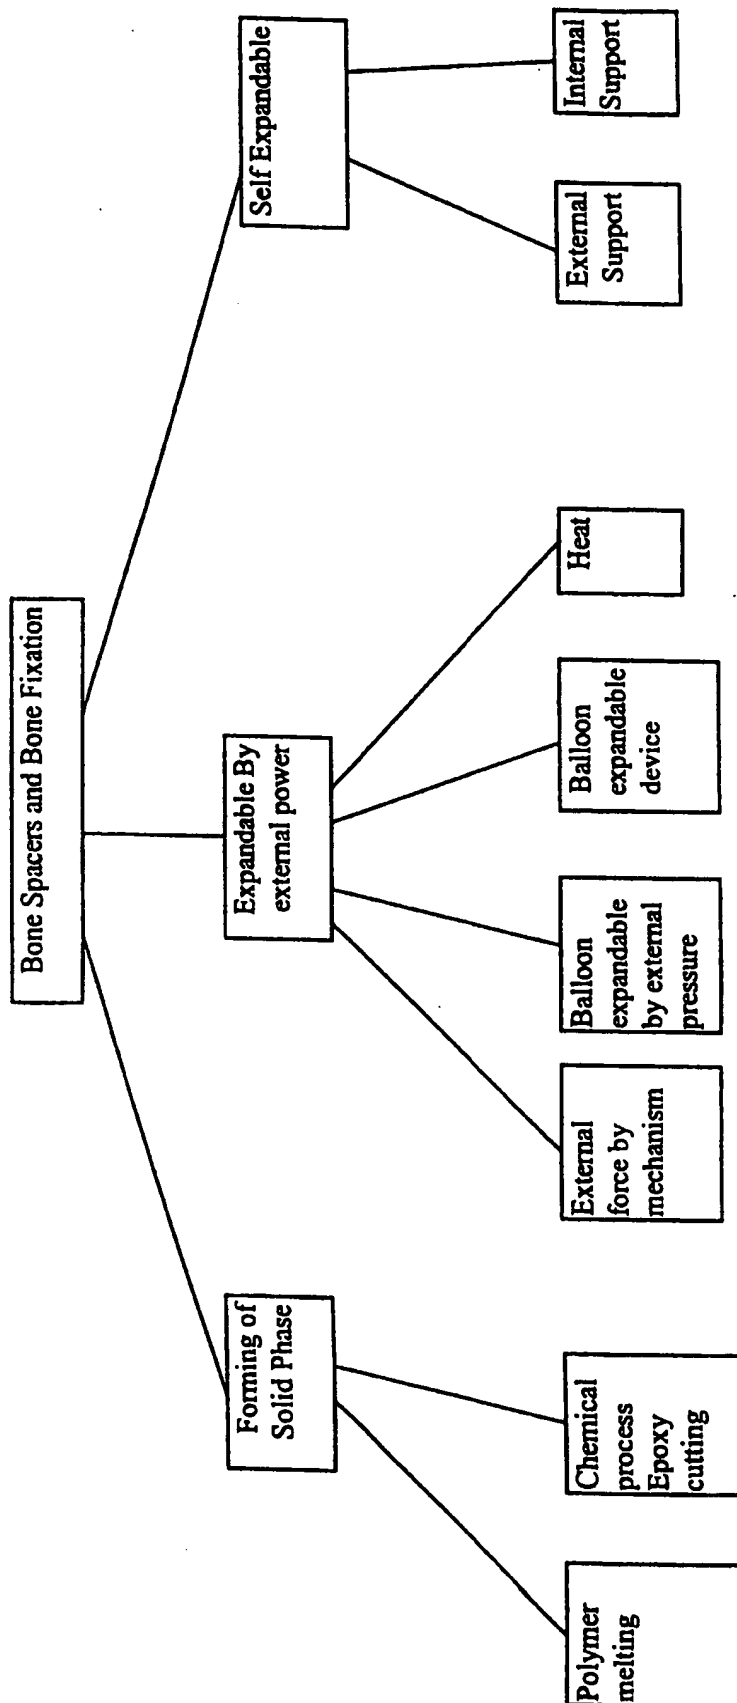 Bone Spacers and Bone Fixation
Forming of
Solid Phase
Expandable By
external power
Self Expandable
Polymer
melting
Chemical
process
Epoxy
cutting
External
force by
mechanism
Balloon
expandable
by external
pressure
Balloon
expandable
device
Heat
External
Support
Internal
Support